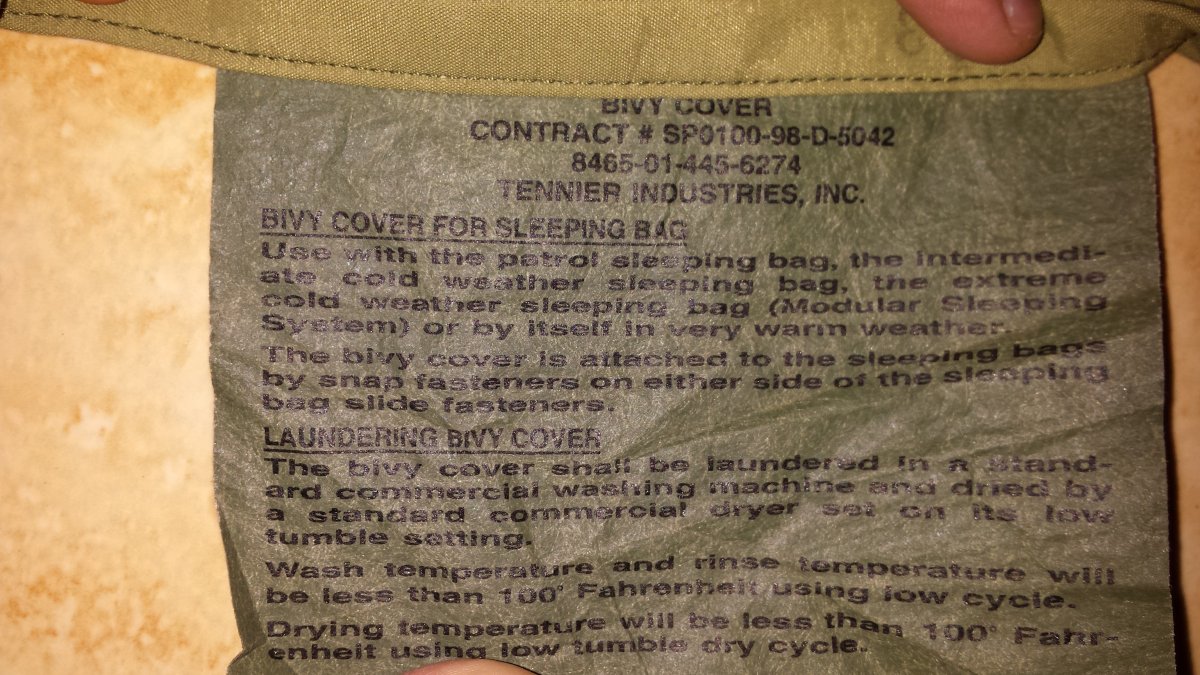 BIVY COVER
CONTRACT # SP0100-98-D-5042
8465-01-445-6274
TENNIER INDUSTRIES, INC.
BIVY COVER FOR SLEEPING BAG
Use with the patrol sleeping bag, the intermedi-
ate cold weather sleeping bag, the extreme
cold weather sleeping bag (Modular Sleeping
System) or by itself in very warm weather.
The bivy cover is attached to the sleeping bags
by snap fasteners on either side of the sleeping
bag slide fasteners.
LAUNDERING BIVY COVER
The bivy cover shall be laundered in a stand-
ard commercial washing machine and dried by
a standard commercial dryer set on its low
tumble setting.
Wash temperature and rinse temperature will
be less than 100° Fahrenheit using low cycle.
Drying temperature will be less than 100° Fahr-
enheit using low tumble dry cycle.